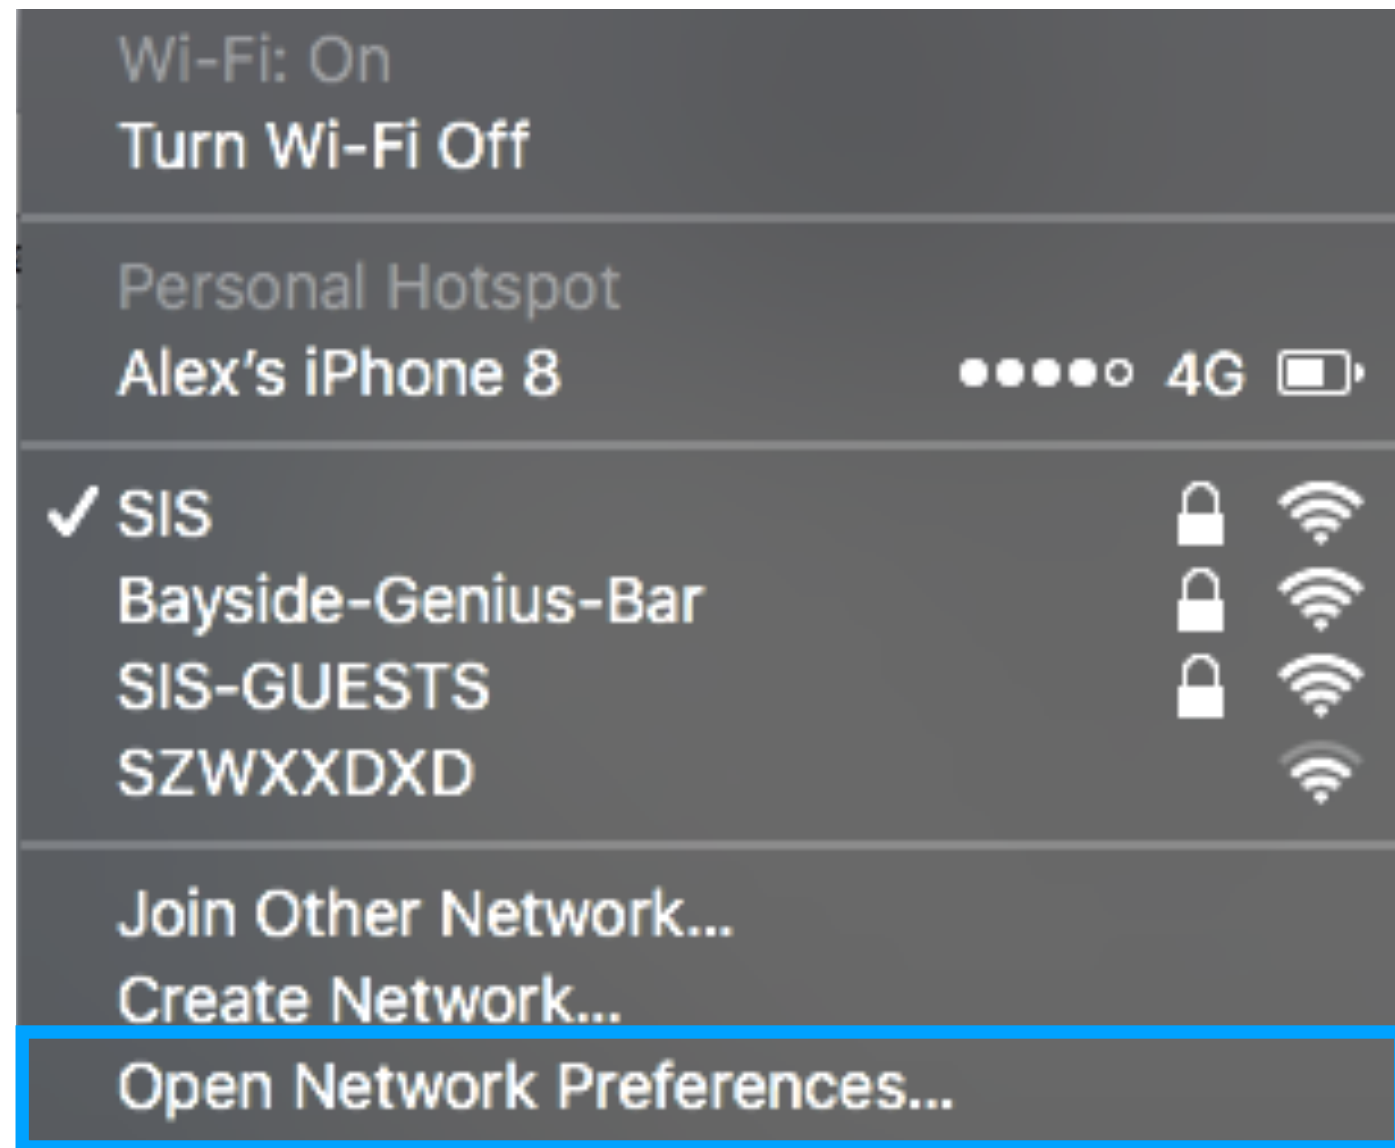 Wi-Fi: On
Turn Wi-Fi Off
Personal Hotspot
Alex’s iPhone 8 4G
SIS
Bayside-Genius-Bar
SIS-GUESTS
SZWXXDXD
Join Other Network...
Create Network...
Open Network Preferences...